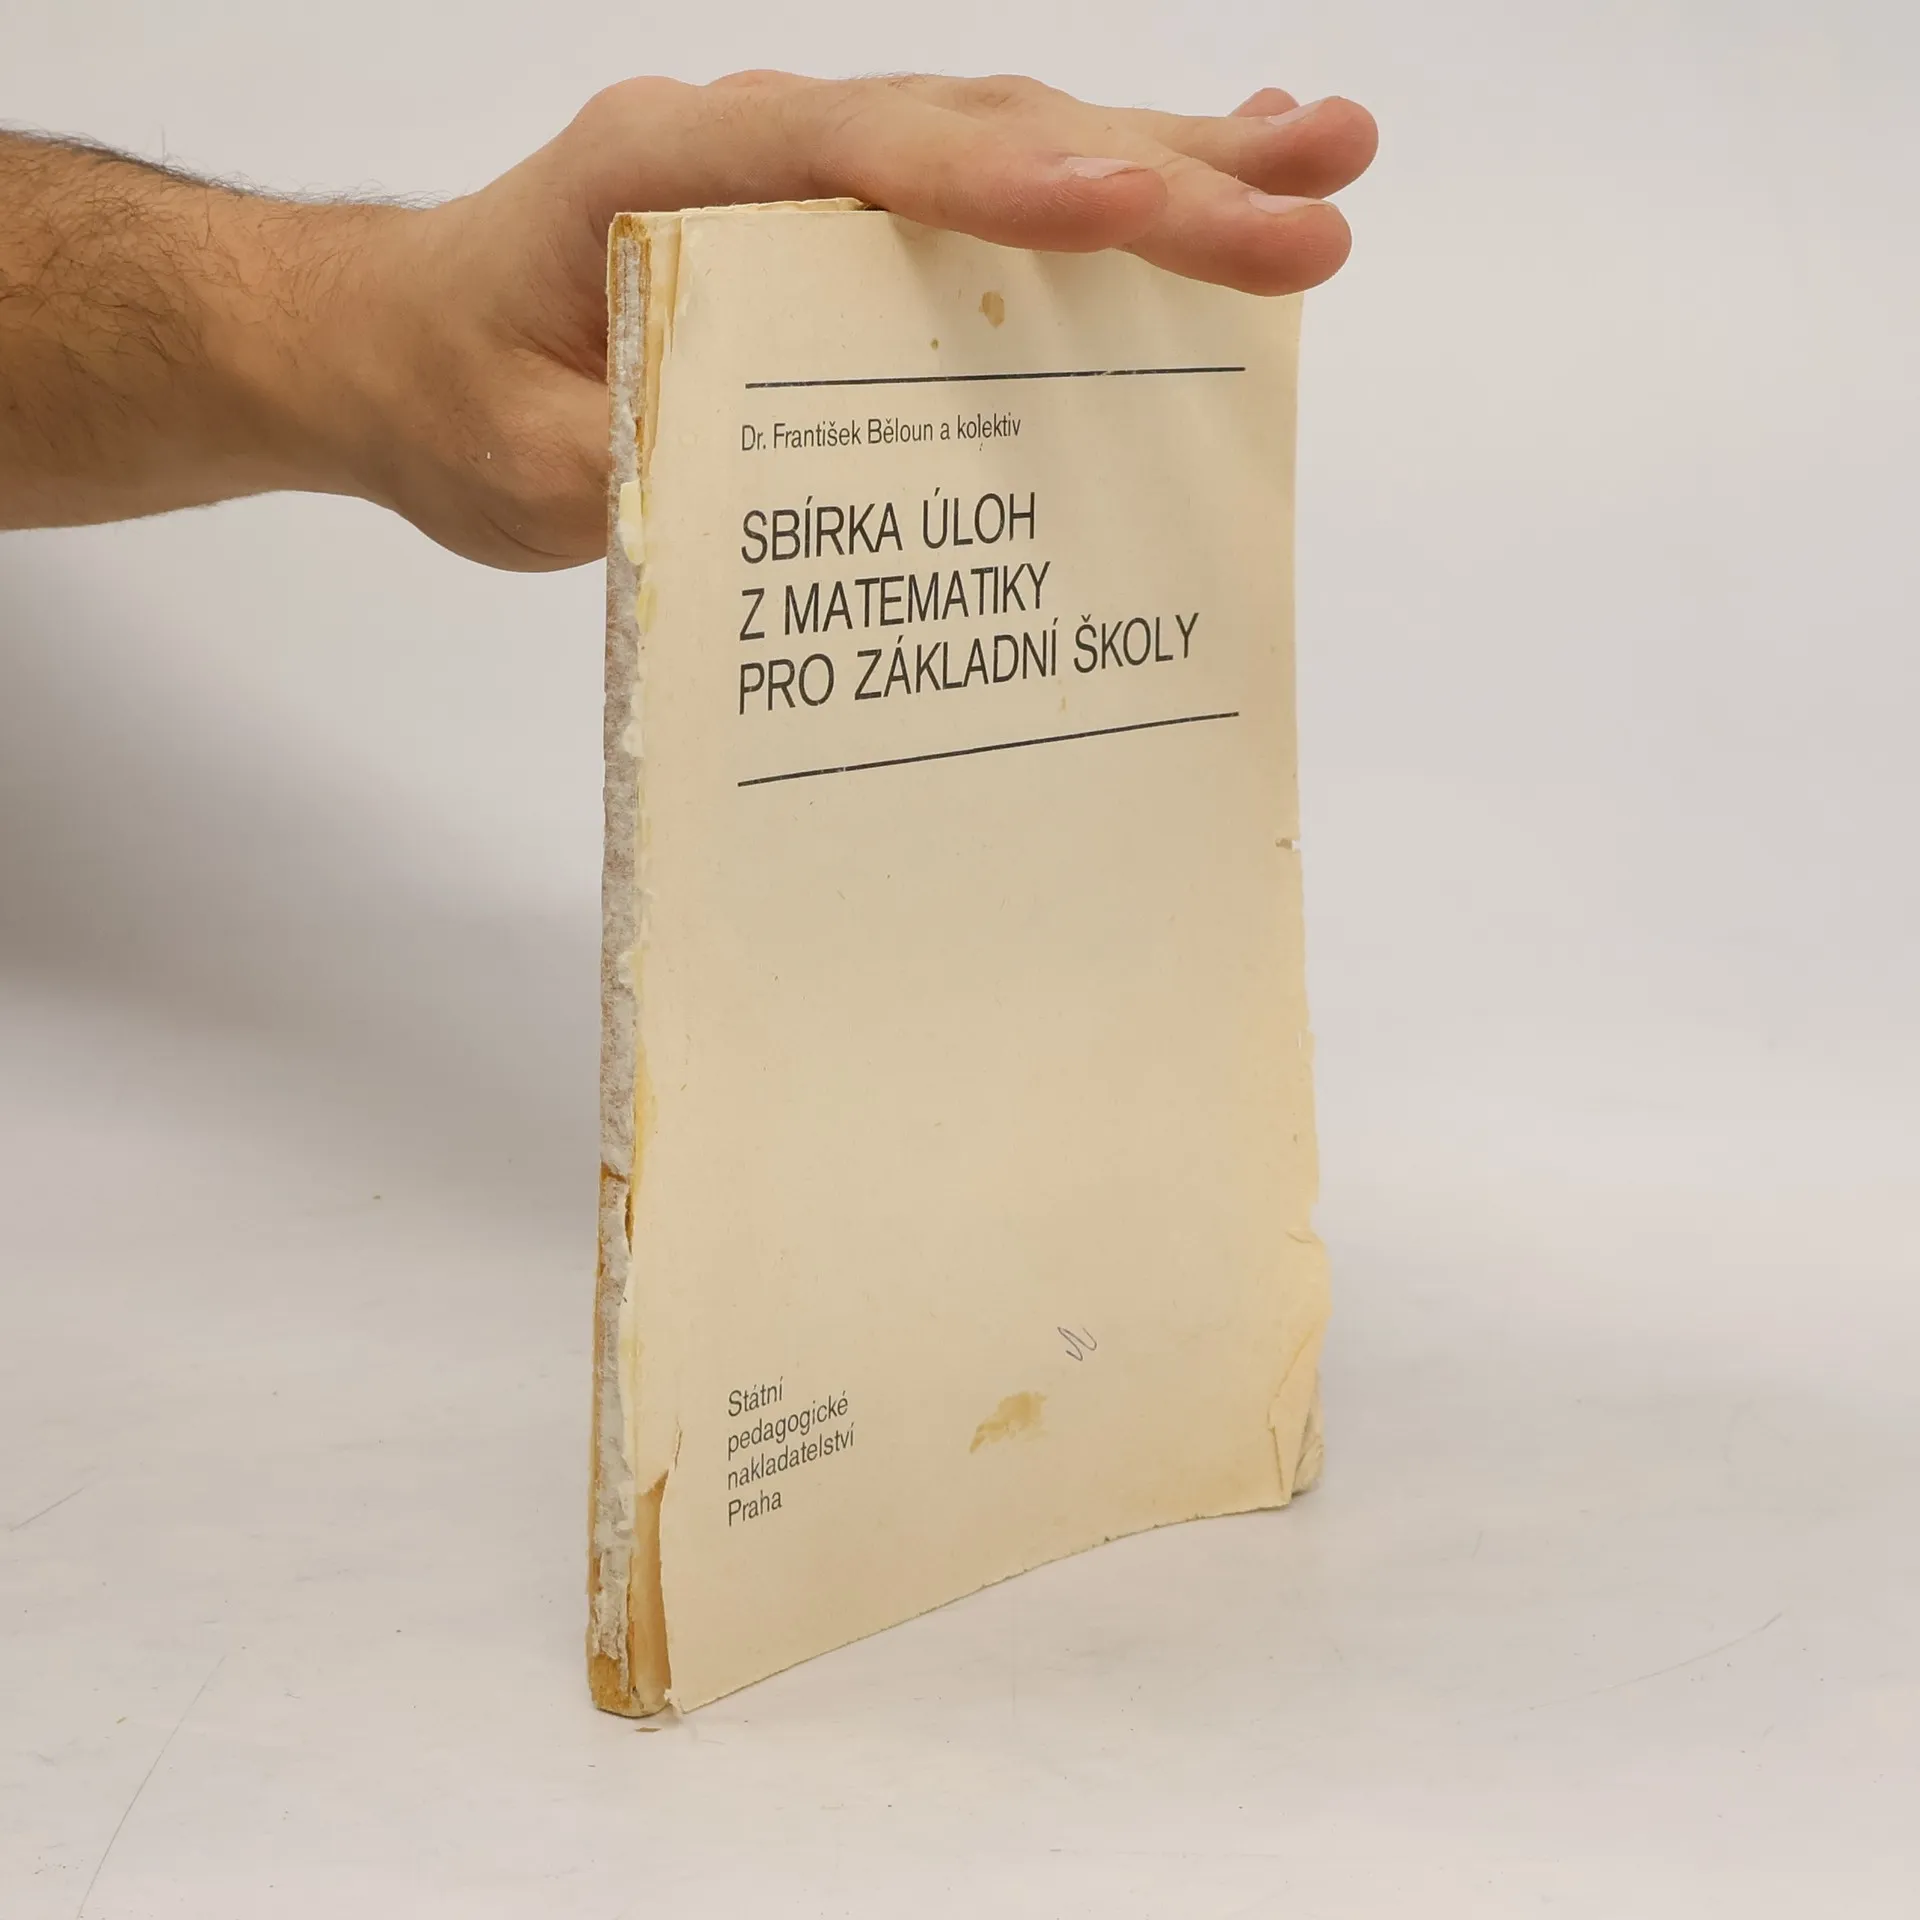 Dr. František Běloun a kolektiv
SBÍRKA ÚLOH
Z MATEMATIKY
PRO ZÁKLADNÍ ŠKOLY
Státní
pedagogické
nakladatelství
Praha